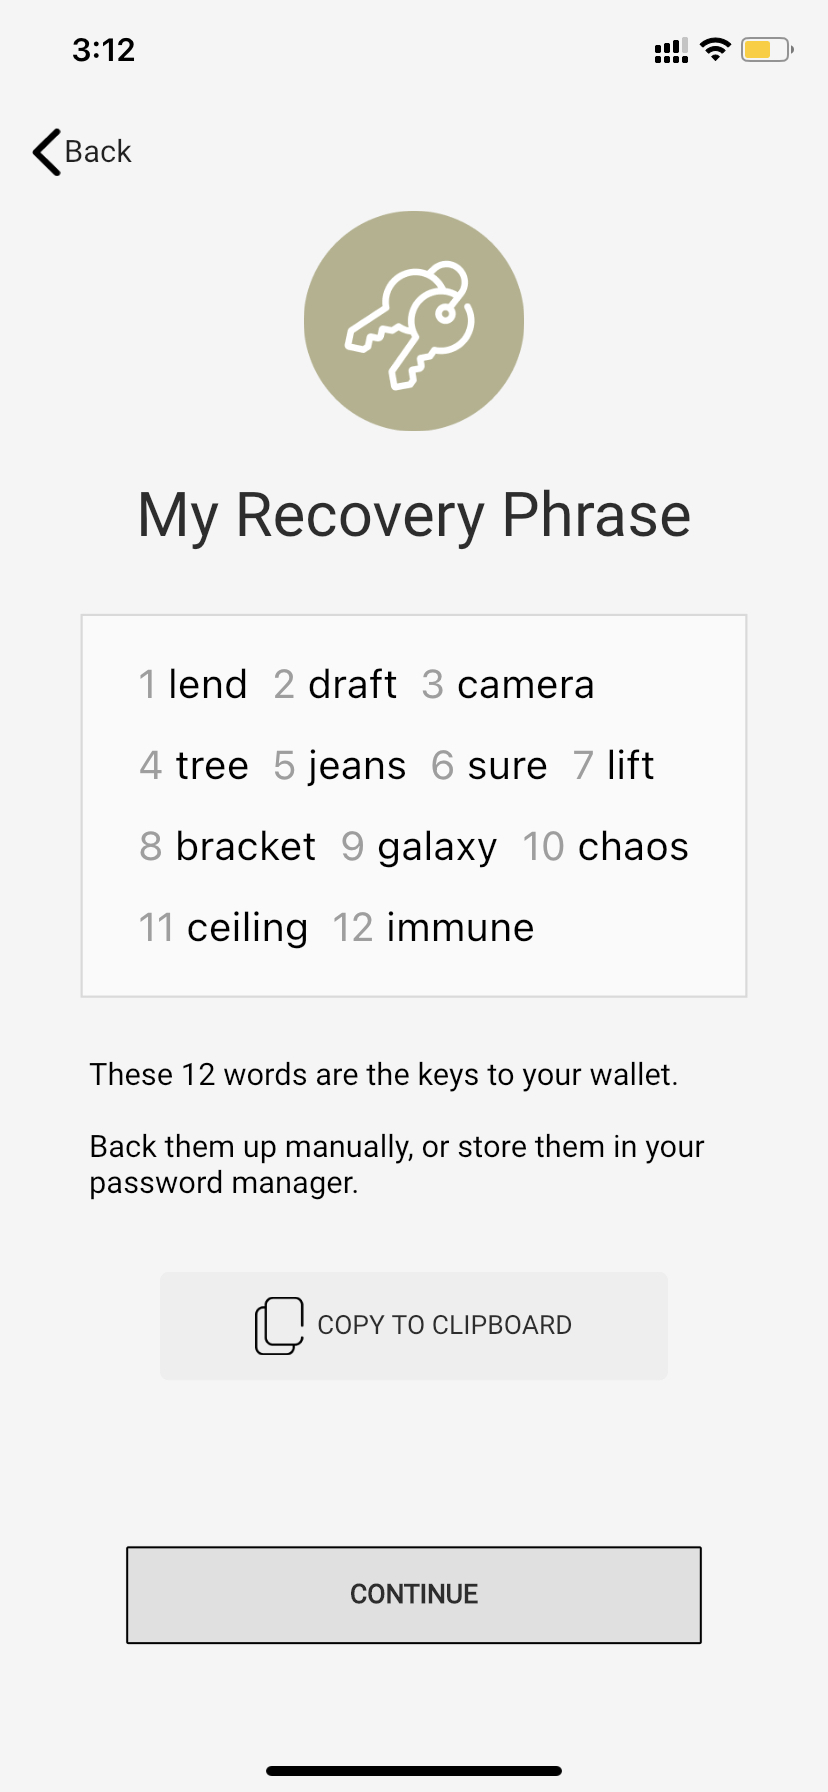 3:12
Back
My Recovery Phrase
1 lend 2 draft 3 camera
4 tree 5 jeans 6 sure 7 lift
8 bracket 9 galaxy 10 chaos
11 ceiling 12 immune
These 12 words are the keys to your wallet.
Back them up manually, or store them in your
password manager.
COPY TO CLIPBOARD
CONTINUE